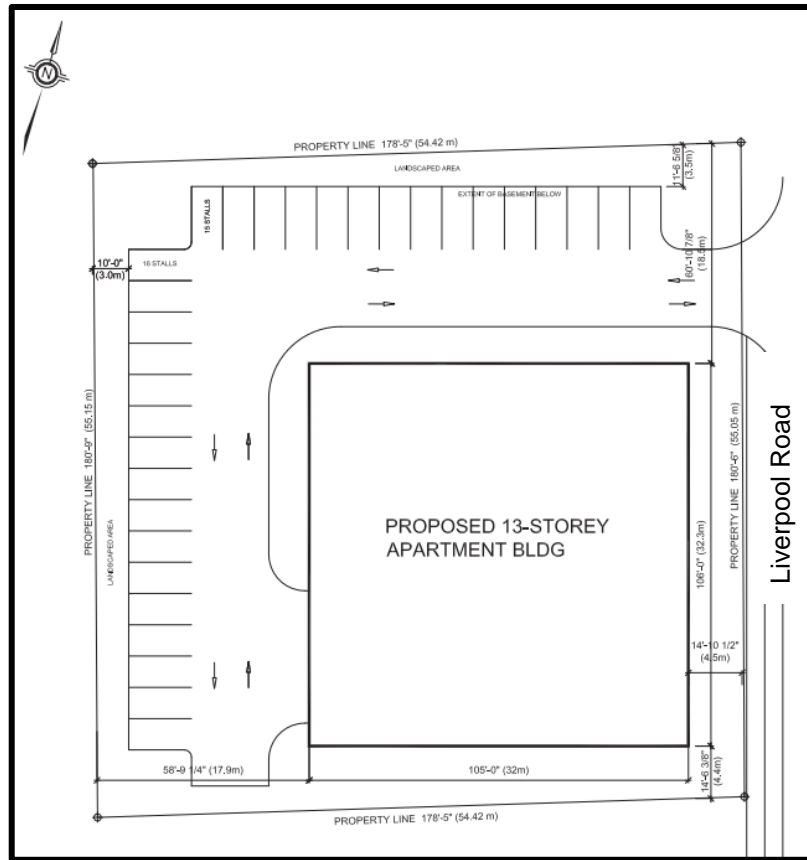 N
PROPERTY LINE 178'-5" (54.42 m)
LANDSCAPED AREA
11'-6 5/8"
(3.5m)
EXTENT OF BASEMENT BELOW
15 STALLS
10'-0"
(3.0m)
16 STALLS
60'-10 7/8"
(18.5m)
PROPERTY LINE 180'-9" (55.15 m)
LANDSCAPED AREA
PROPOSED 13-STOREY
APARTMENT BLDG
106'-0" (32.3m)
PROPERTY LINE 180'-6" (55.05 m)
Liverpool Road
14'-10 1/2"
(4.5m)
58'-9 1/4" (17.9m)
105'-0" (32m)
14'-6 3/8"
(4.4m)
PROPERTY LINE 178'-5" (54.42 m)